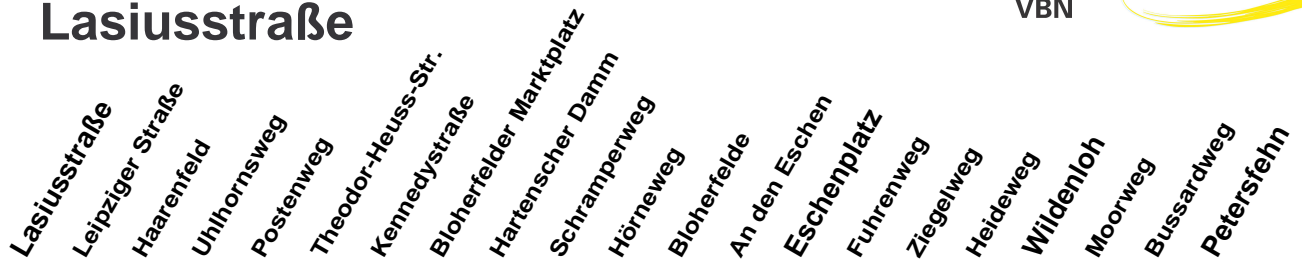 Lasiusstraße
VBN
Lasiusstraße
Leipziger Straße
Haarenfeld
Uhlhornsweg
Postenweg
Theodor-Heuss-Str.
Kennedystraße
Bloherfelder Marktplatz
Hartenscher Damm
Schramperweg
Hörneweg
Bloherfelde
An den Eschen
Eschenplatz
Fuhrenweg
Ziegelweg
Heideweg
Wildenloh
Moorweg
Bussardweg
Petersfehn